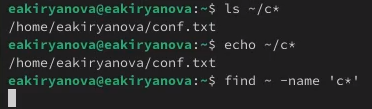 eakiryanova@eakiryanova:~$ ls ~/c*
/home/eakiryanova/conf.txt
eakiryanova@eakiryanova:~$ echo ~/c*
/home/eakiryanova/conf.txt
eakiryanova@eakiryanova:~$ find ~ -name 'c*'